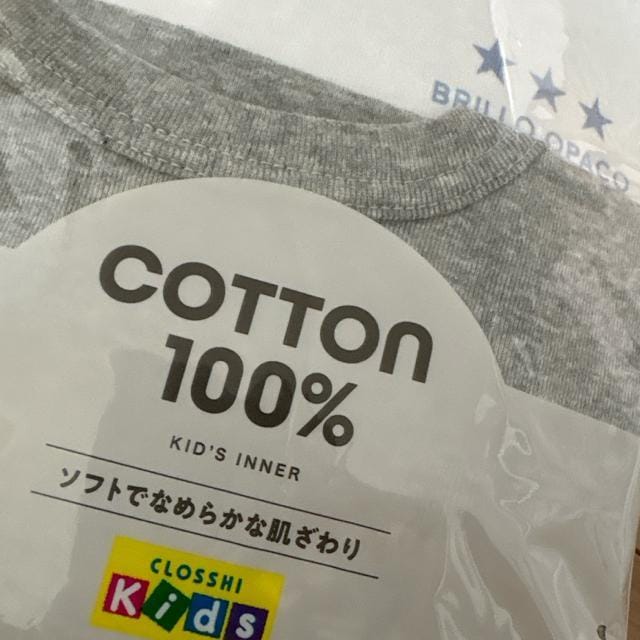 BRILLO OPACO
COTTON
100%
KID'S INNER
ソフトでなめらかな肌ざわり
CLOSSHI
Kids